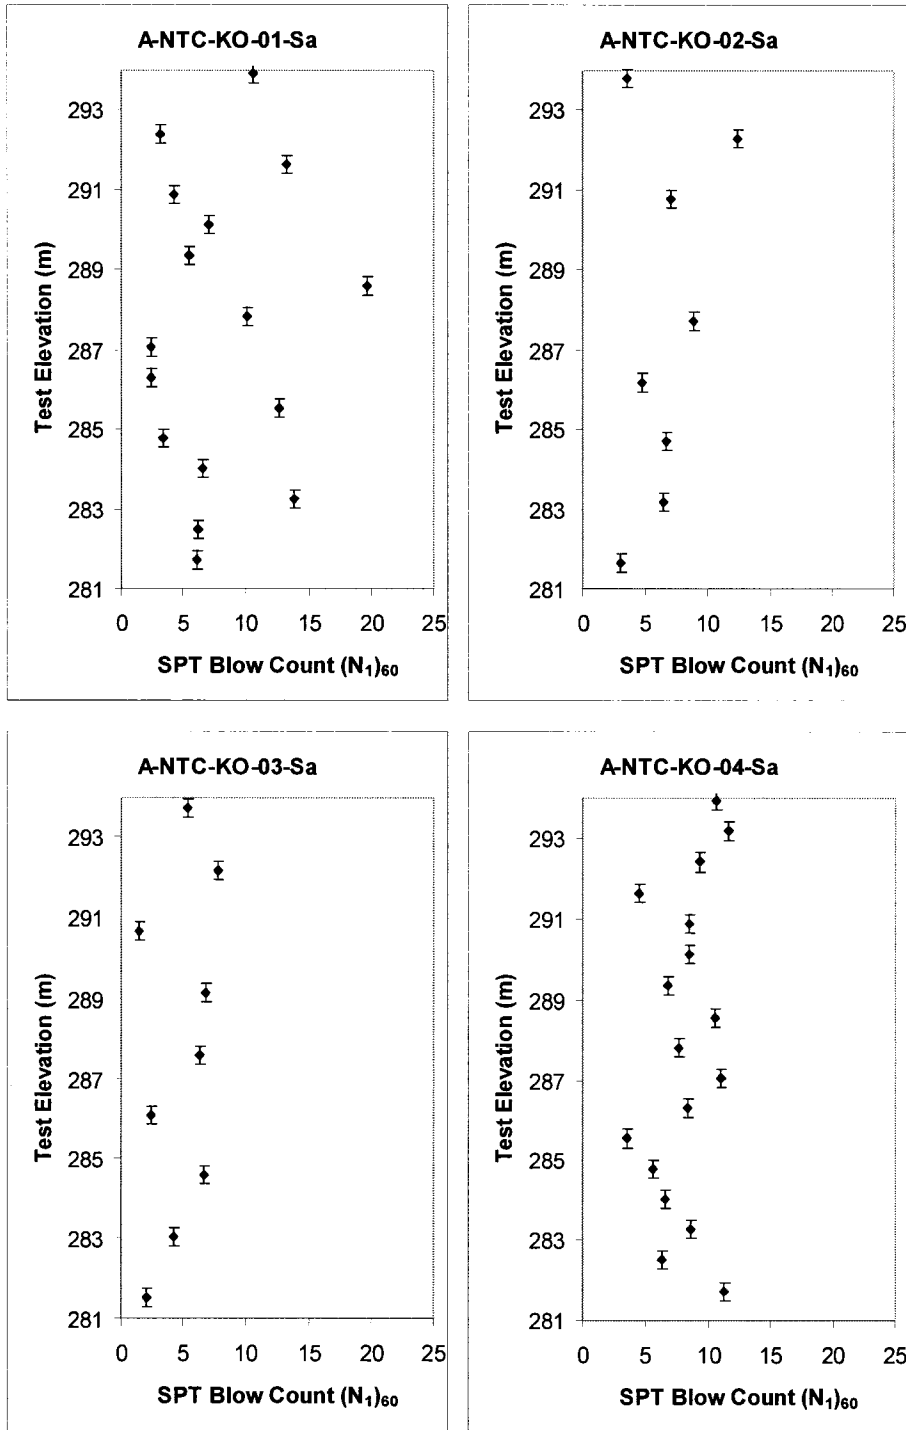 A-NTC-KO-01-Sa
293
291
289
287
285
283
281
Test Elevation (m)
0 5 10 15 20 25
SPT Blow Count (N₁)₆₀
A-NTC-KO-02-Sa
293
291
289
287
285
283
281
Test Elevation (m)
0 5 10 15 20 25
SPT Blow Count (N₁)₆₀
A-NTC-KO-03-Sa
293
291
289
287
285
283
281
Test Elevation (m)
0 5 10 15 20 25
SPT Blow Count (N₁)₆₀
A-NTC-KO-04-Sa
293
291
289
287
285
283
281
Test Elevation (m)
0 5 10 15 20 25
SPT Blow Count (N₁)₆₀